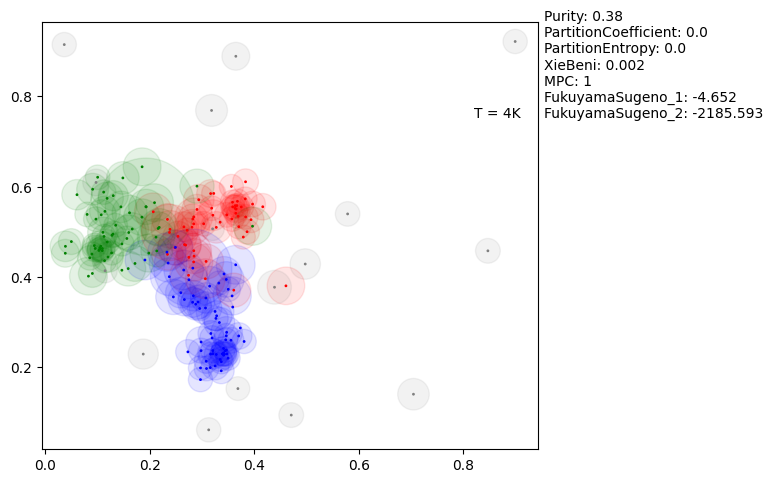 Purity: 0.38
PartitionCoefficient: 0.0
PartitionEntropy: 0.0
XieBeni: 0.002
MPC: 1
FukuyamaSugeno_1: -4.652
FukuyamaSugeno_2: -2185.593
T = 4K
0.8
0.6
0.4
0.2
0.0 0.2 0.4 0.6 0.8